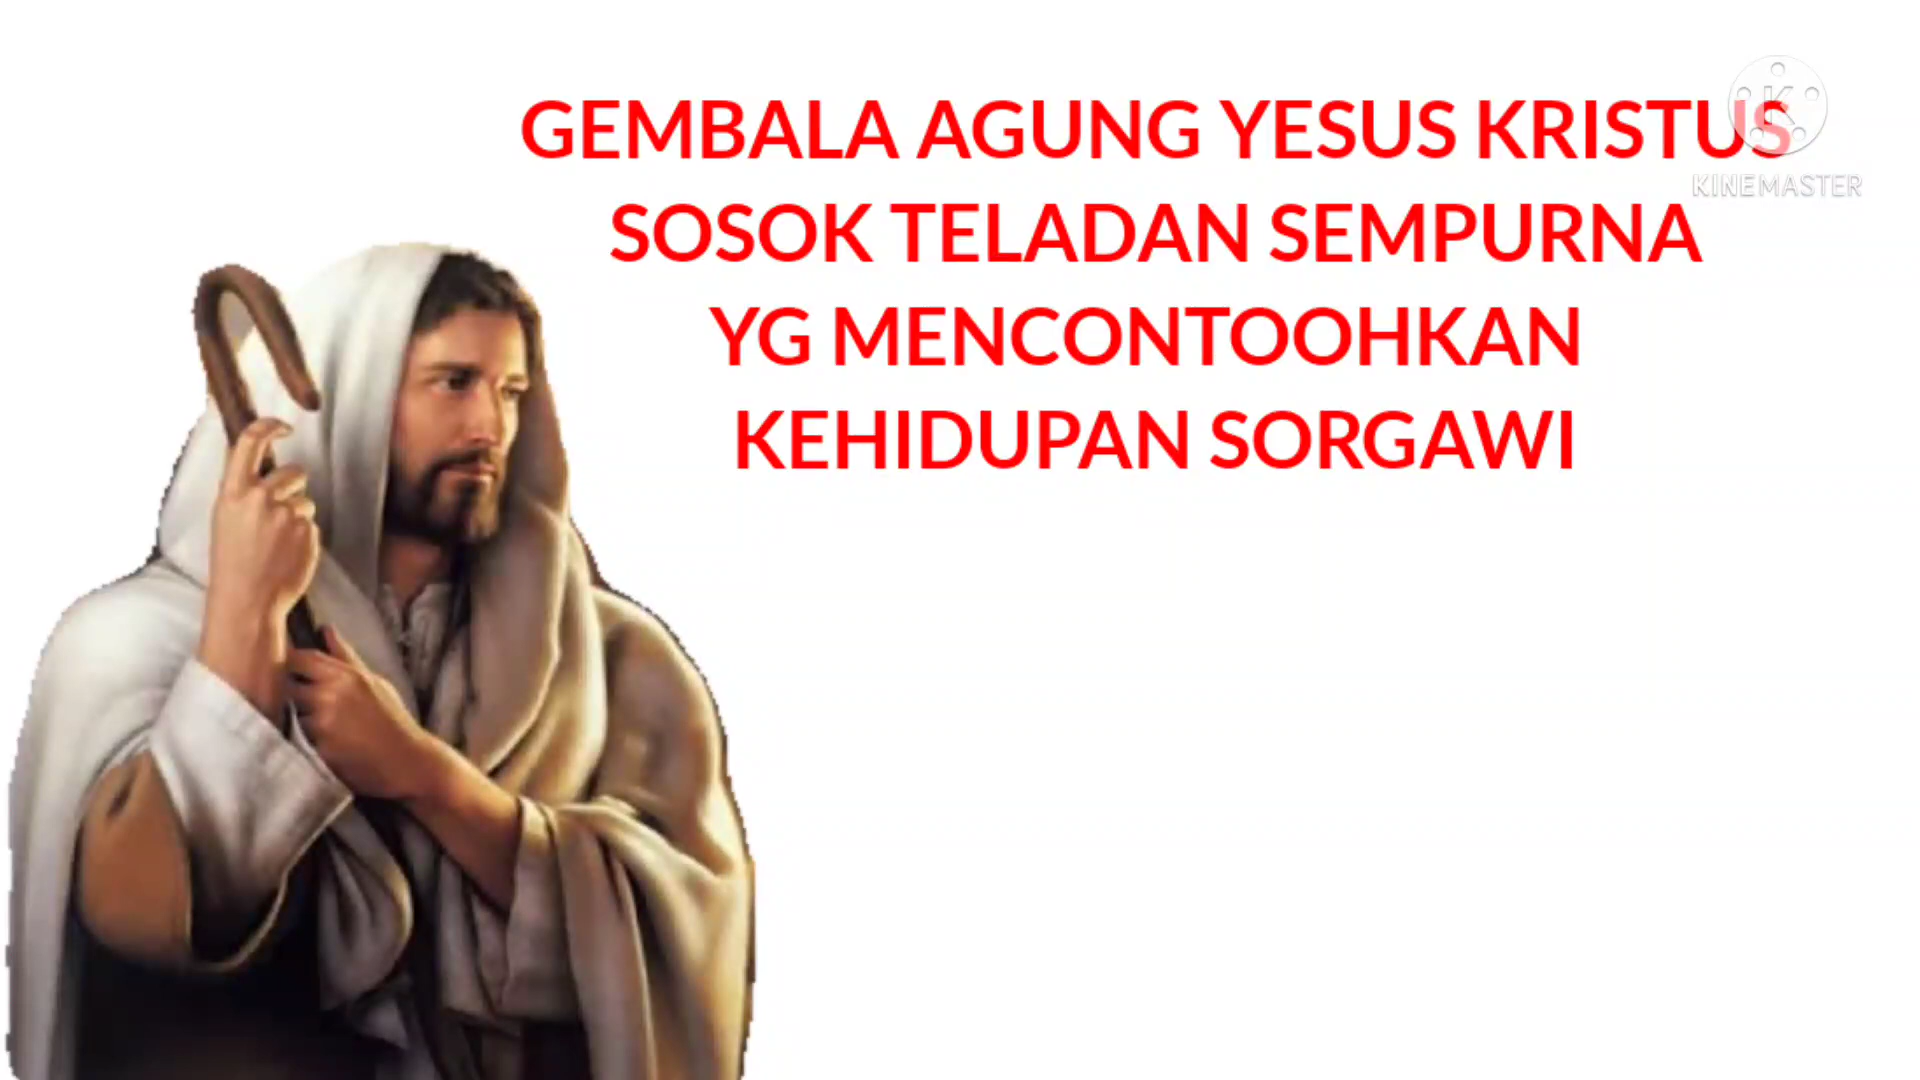 GEMBALA AGUNG YESUS KRISTUS
SOSOK TELADAN SEMPURNA
YG MENCONTOOHKAN
KEHIDUPAN SORGAWI
K
KINEMASTER